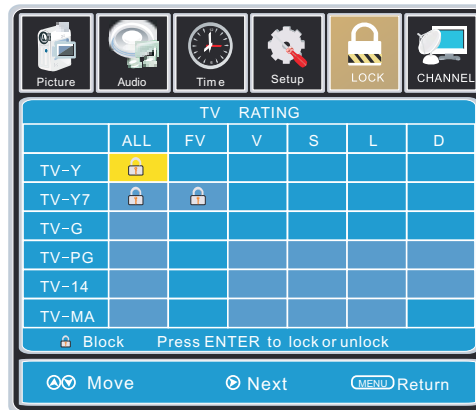 Picture Audio Time Setup LOCK CHANNEL
TV RATING
ALL FV V S L D
TV-Y
TV-Y7
TV-G
TV-PG
TV-14
TV-MA
Block Press ENTER to lock or unlock
Move Next MENU Return